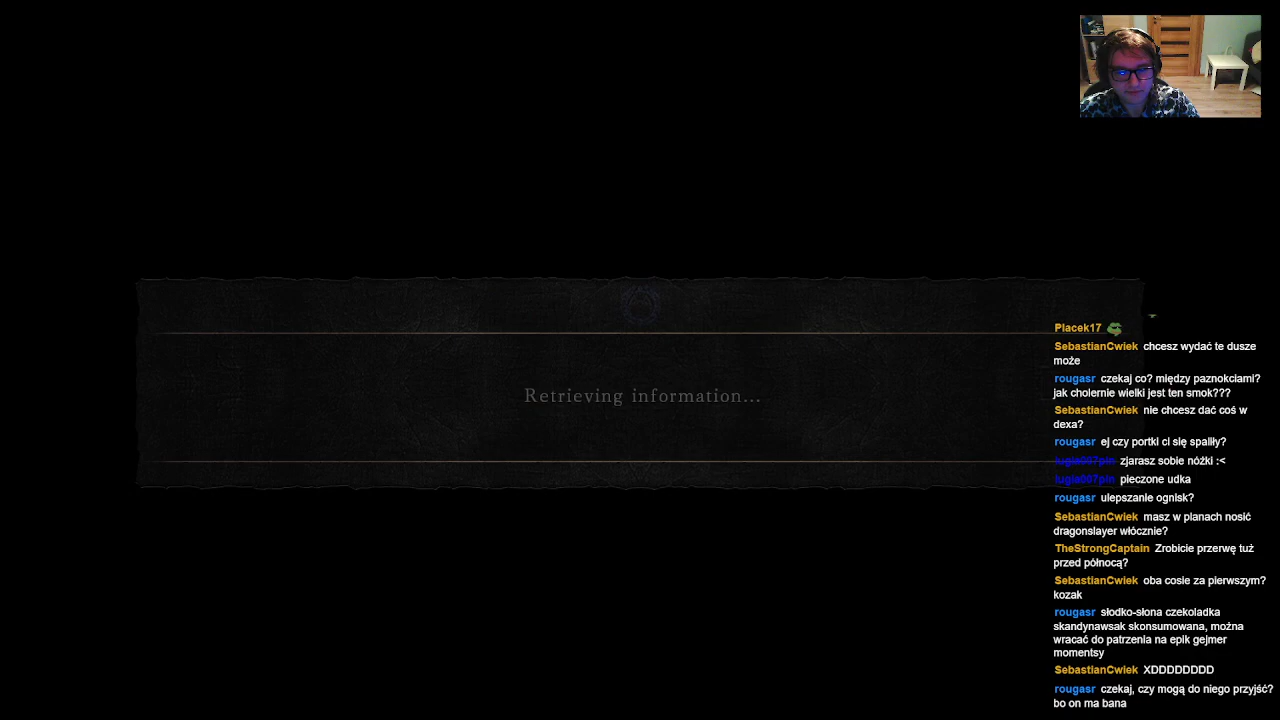 Retrieving information...
Placek17
SebastianCwiek chcesz wydać te dusze
może
rougasr czekaj co? między paznokciami?
jak cholernie wielki jest ten smok???
SebastianCwiek nie chcesz dać coś w
dexa?
rougasr ej czy portki ci się spaliły?
lugia007pin zjarasz sobie nóżki :<
lugia007pin pieczone udka
rougasr ulepszanie ognisk?
SebastianCwiek masz w planach nosić
dragonslayer włócznie?
TheStrongCaptain Zrobicie przerwę tuż
przed północą?
SebastianCwiek oba cosie za pierwszym?
kozak
rougasr słodko-słona czekoladka
skandynawsak skonsumowana, można
wracać do patrzenia na epik gejmer
momentsy
SebastianCwiek XDDDDDDDD
rougasr czekaj, czy mogą do niego przyjść?
bo on ma bana